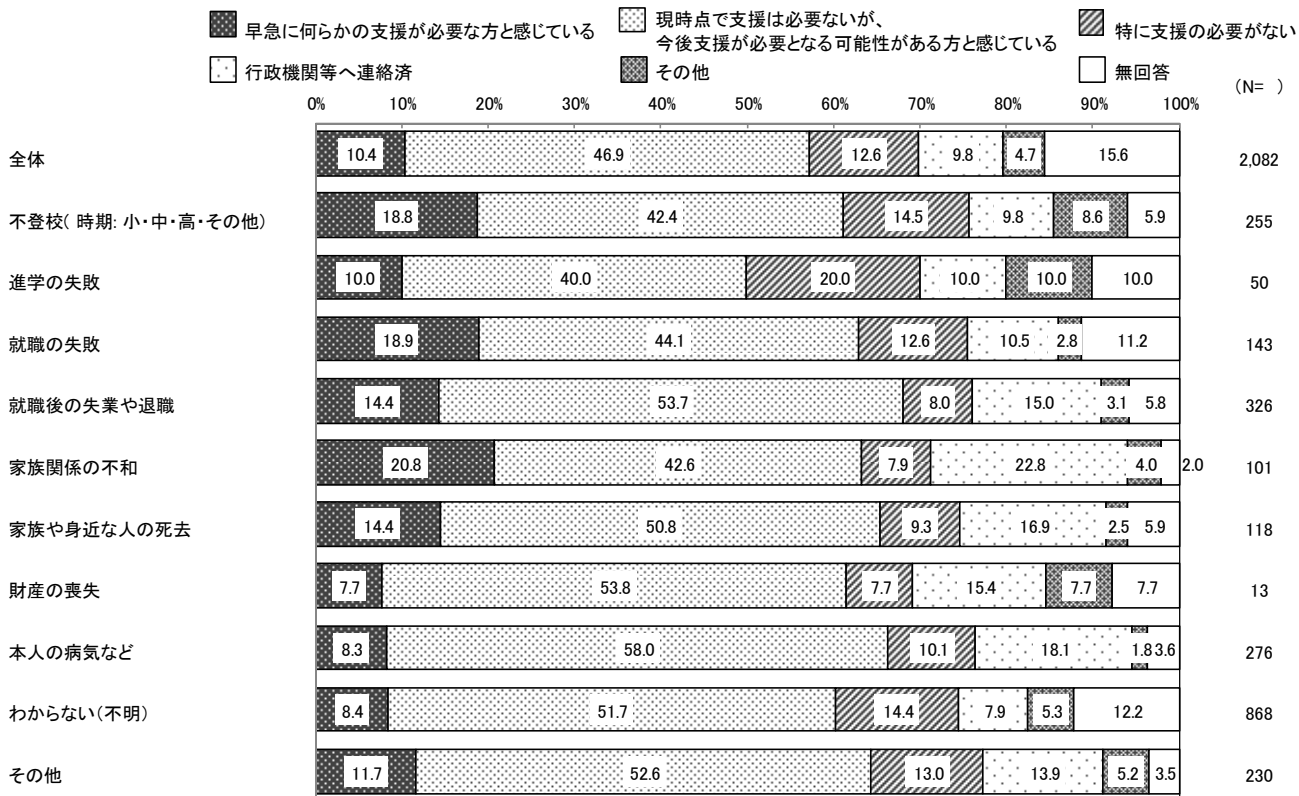 早急に何らかの支援が必要な方と感じている
現時点で支援は必要ないが、
今後支援が必要となる可能性がある方と感じている
特に支援の必要がない
行政機関等へ連絡済
その他
無回答
(N= )
0% 10% 20% 30% 40% 50% 60% 70% 80% 90% 100%
全体 10.4 46.9 12.6 9.8 4.7 15.6 2,082
不登校( 時期: 小・中・高・その他) 18.8 42.4 14.5 9.8 8.6 5.9 255
進学の失敗 10.0 40.0 20.0 10.0 10.0 10.0 50
就職の失敗 18.9 44.1 12.6 10.5 2.8 11.2 143
就職後の失業や退職 14.4 53.7 8.0 15.0 3.1 5.8 326
家族関係の不和 20.8 42.6 7.9 22.8 4.0 2.0 101
家族や身近な人の死去 14.4 50.8 9.3 16.9 2.5 5.9 118
財産の喪失 7.7 53.8 7.7 15.4 7.7 7.7 13
本人の病気など 8.3 58.0 10.1 18.1 1.8 3.6 276
わからない(不明) 8.4 51.7 14.4 7.9 5.3 12.2 868
その他 11.7 52.6 13.0 13.9 5.2 3.5 230